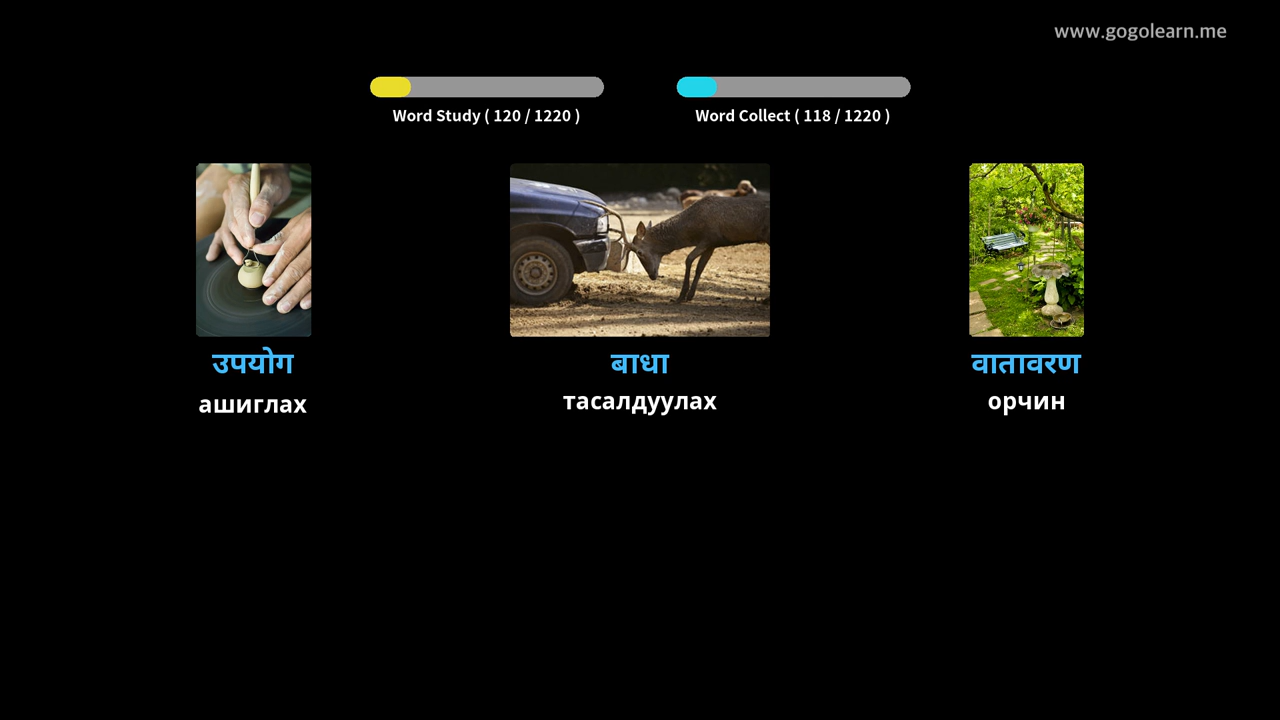 www.gogolearn.me
Word Study ( 120 / 1220 )
Word Collect ( 118 / 1220 )
उपयोग
ашиглах
बाधा
тасалдуулах
वातावरण
орчин